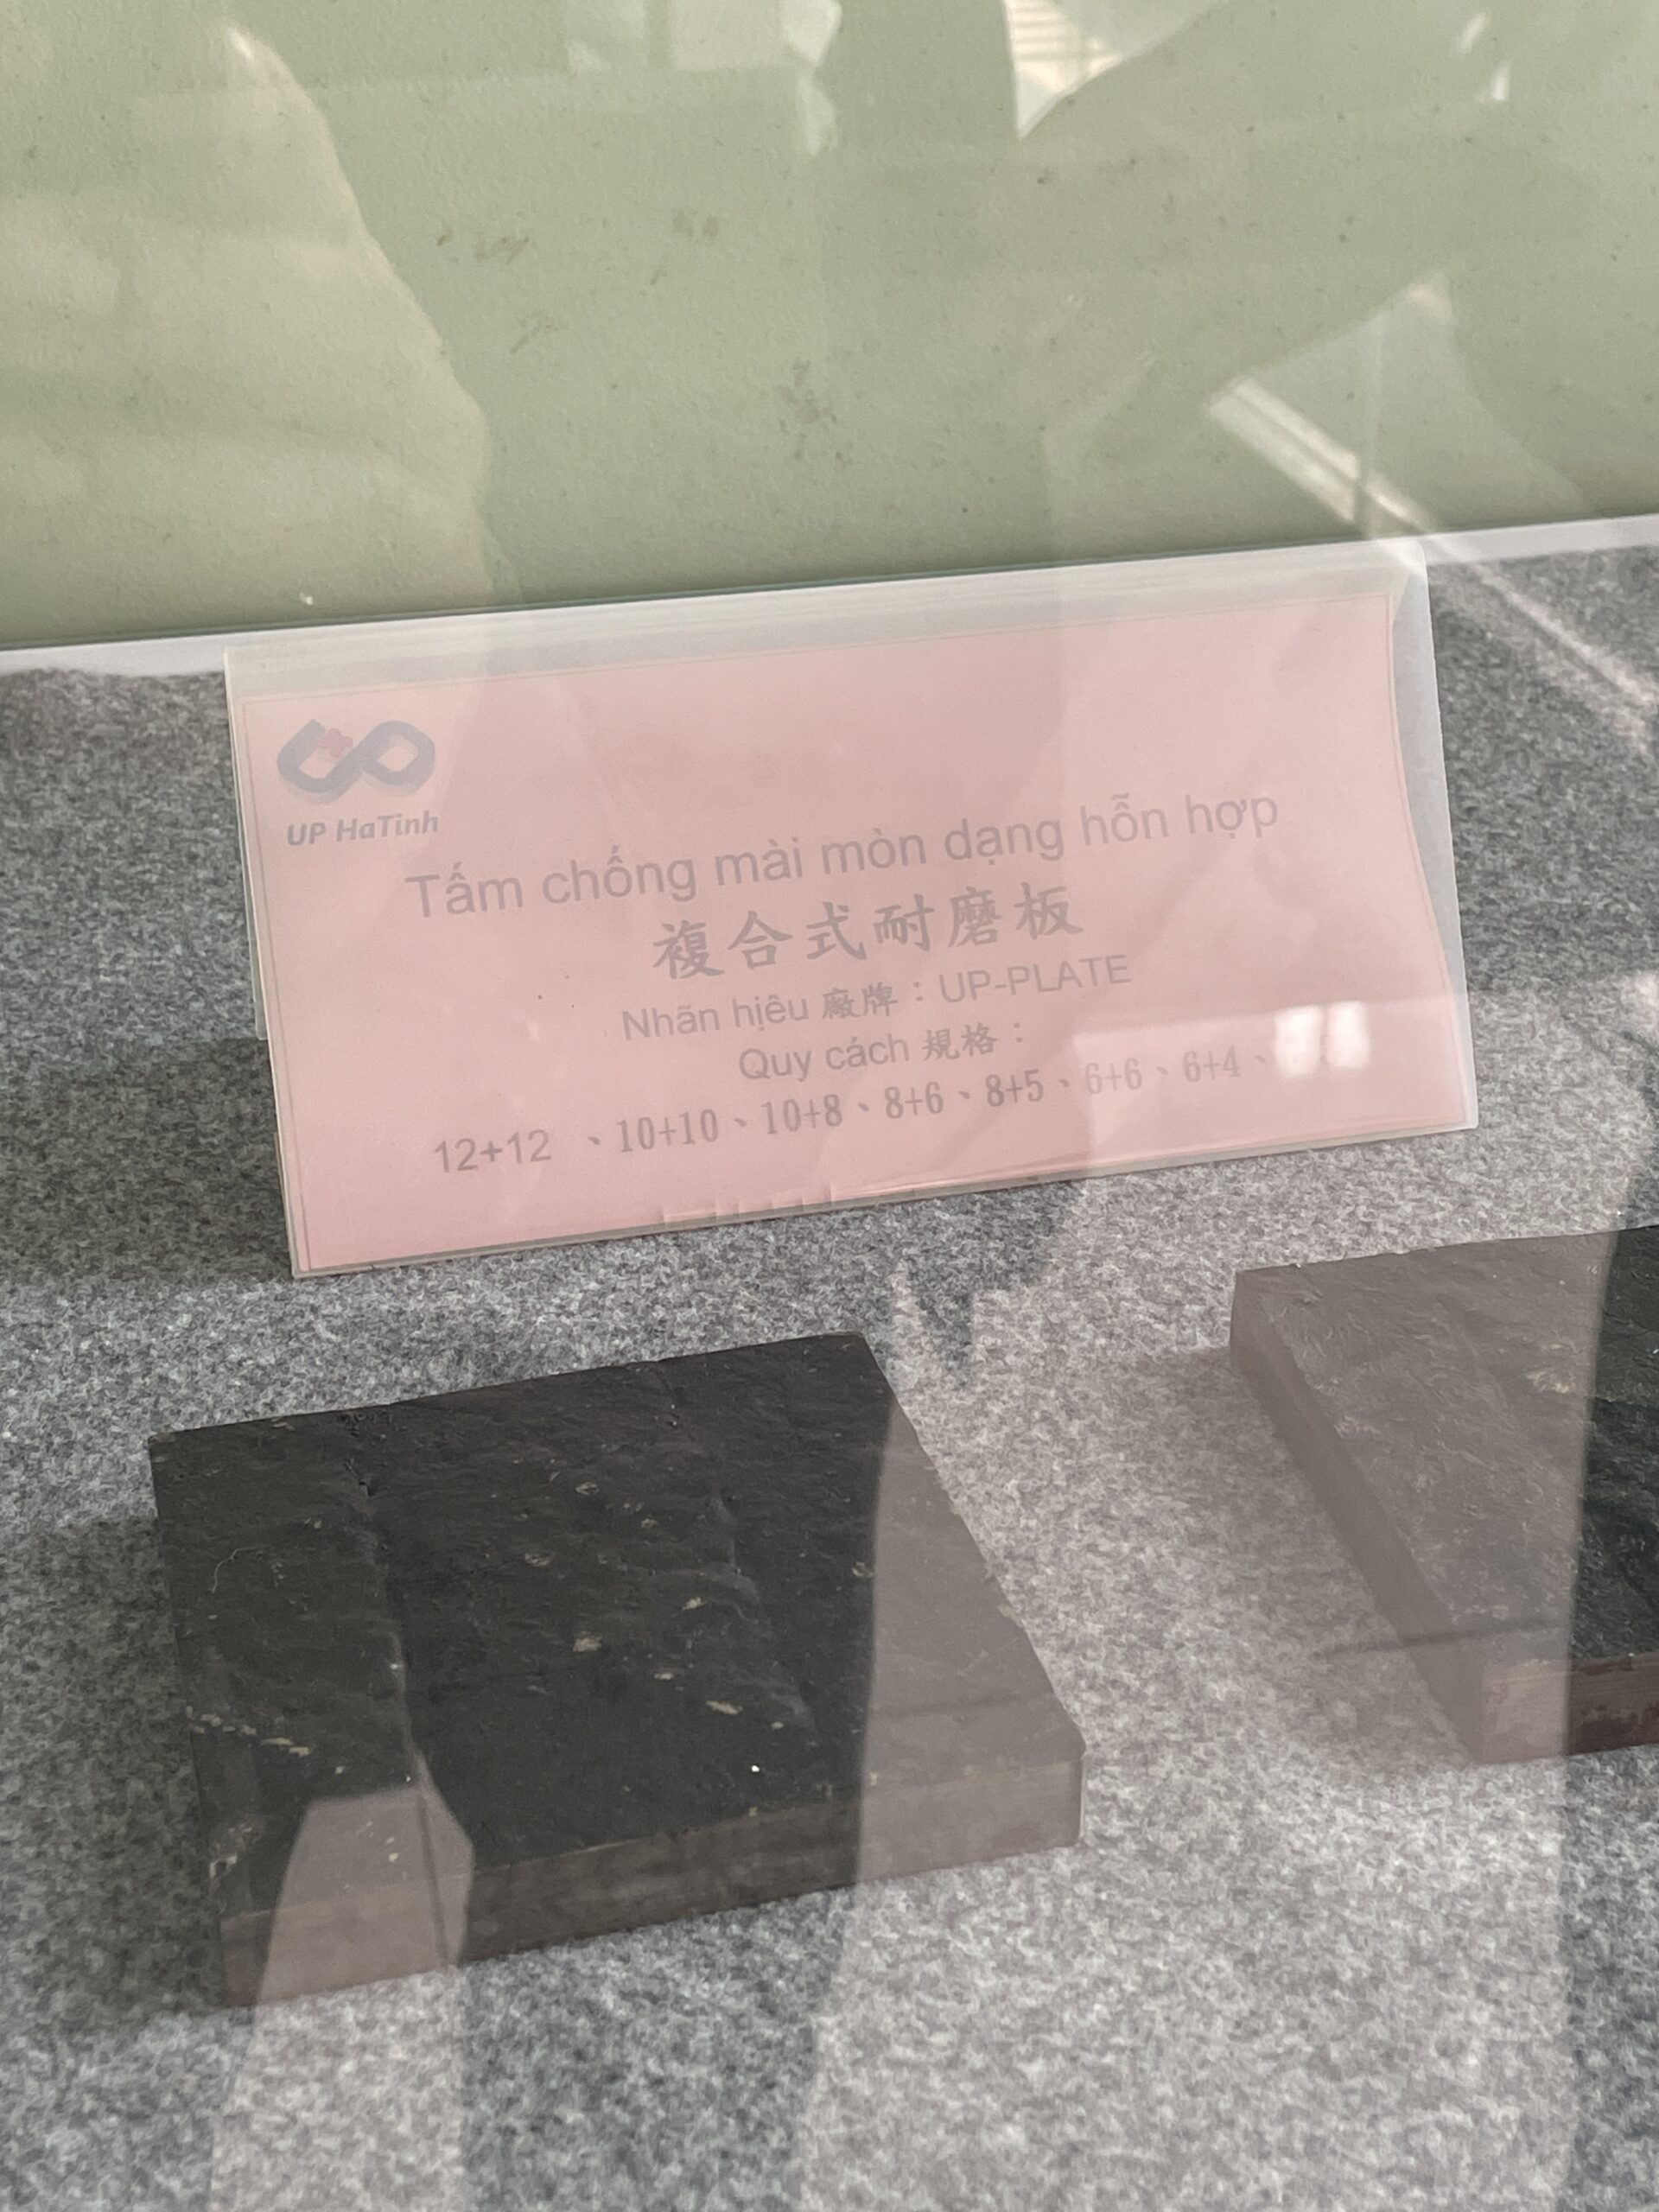 UP HaTinh
Tấm chống mài mòn dạng hỗn hợp
複合式耐磨板
Nhãn hiệu 廠牌：UP-PLATE
Quy cách 規格：
12+12 、10+10、10+8、8+6、8+5、6+6、6+4、